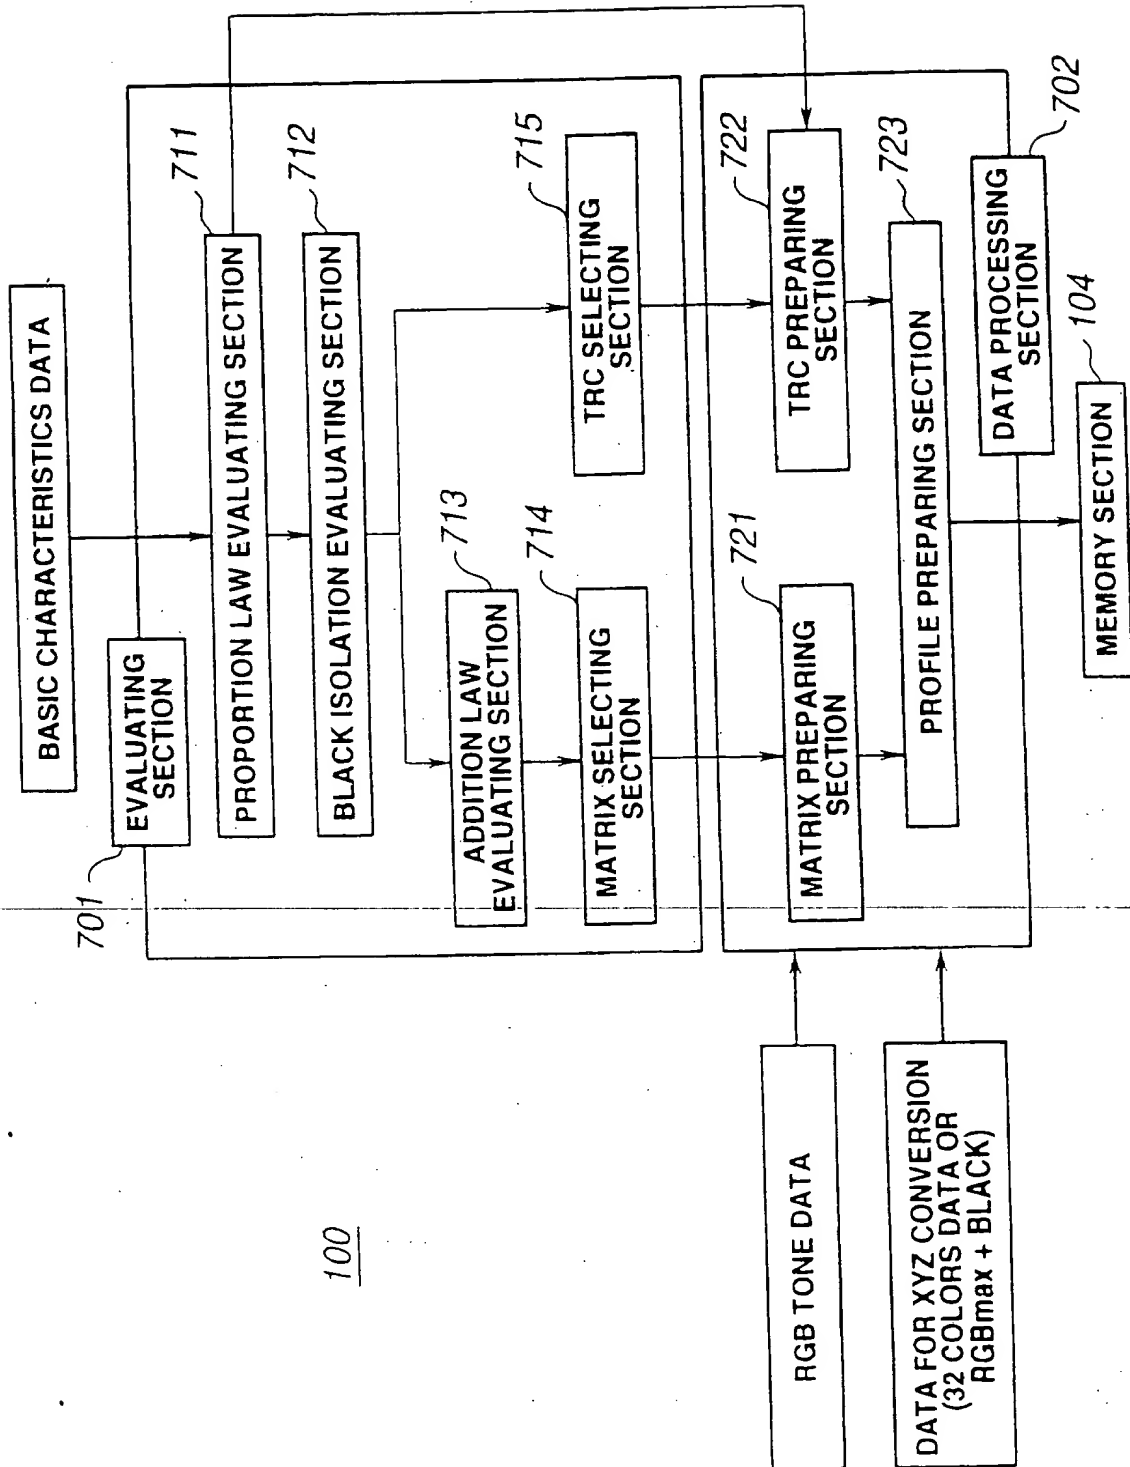 BASIC CHARACTERISTICS DATA
701
EVALUATING
SECTION
PROPORTION LAW EVALUATING SECTION
711
BLACK ISOLATION EVALUATING SECTION
712
ADDITION LAW
EVALUATING SECTION
713
MATRIX SELECTING
SECTION
714
TRC SELECTING
SECTION
715
100
RGB TONE DATA
DATA FOR XYZ CONVERSION
(32 COLORS DATA OR
RGBmax + BLACK)
MATRIX PREPARING
SECTION
721
TRC PREPARING
SECTION
722
PROFILE PREPARING SECTION
723
DATA PROCESSING
SECTION
702
MEMORY SECTION
104